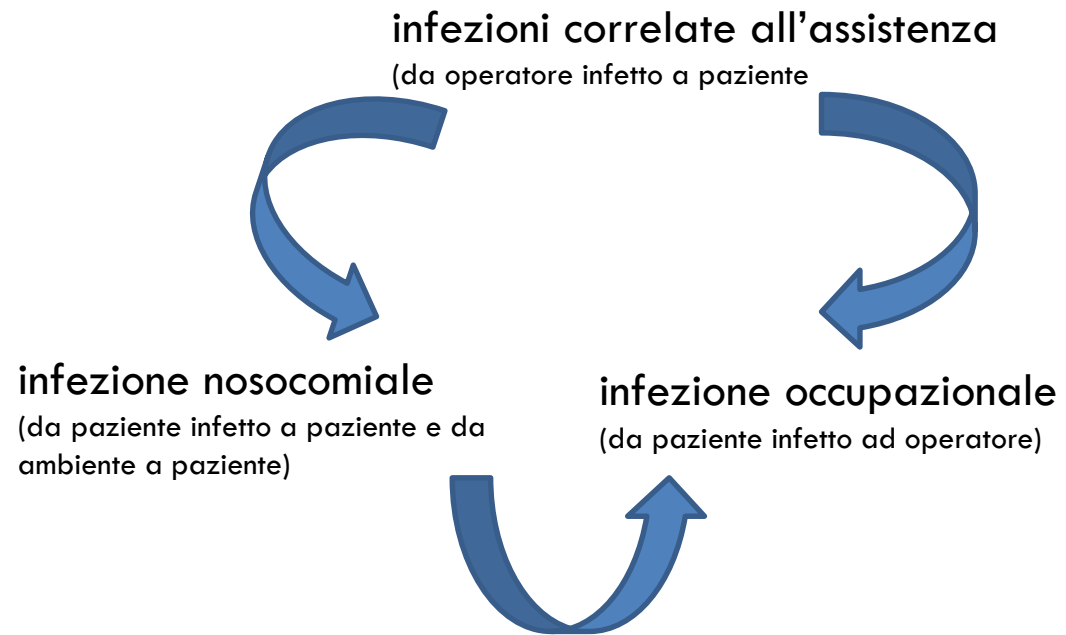 infezioni correlate all’assistenza
(da operatore infetto a paziente
infezione nosocomiale
(da paziente infetto a paziente e da
ambiente a paziente)
infezione occupazionale
(da paziente infetto ad operatore)